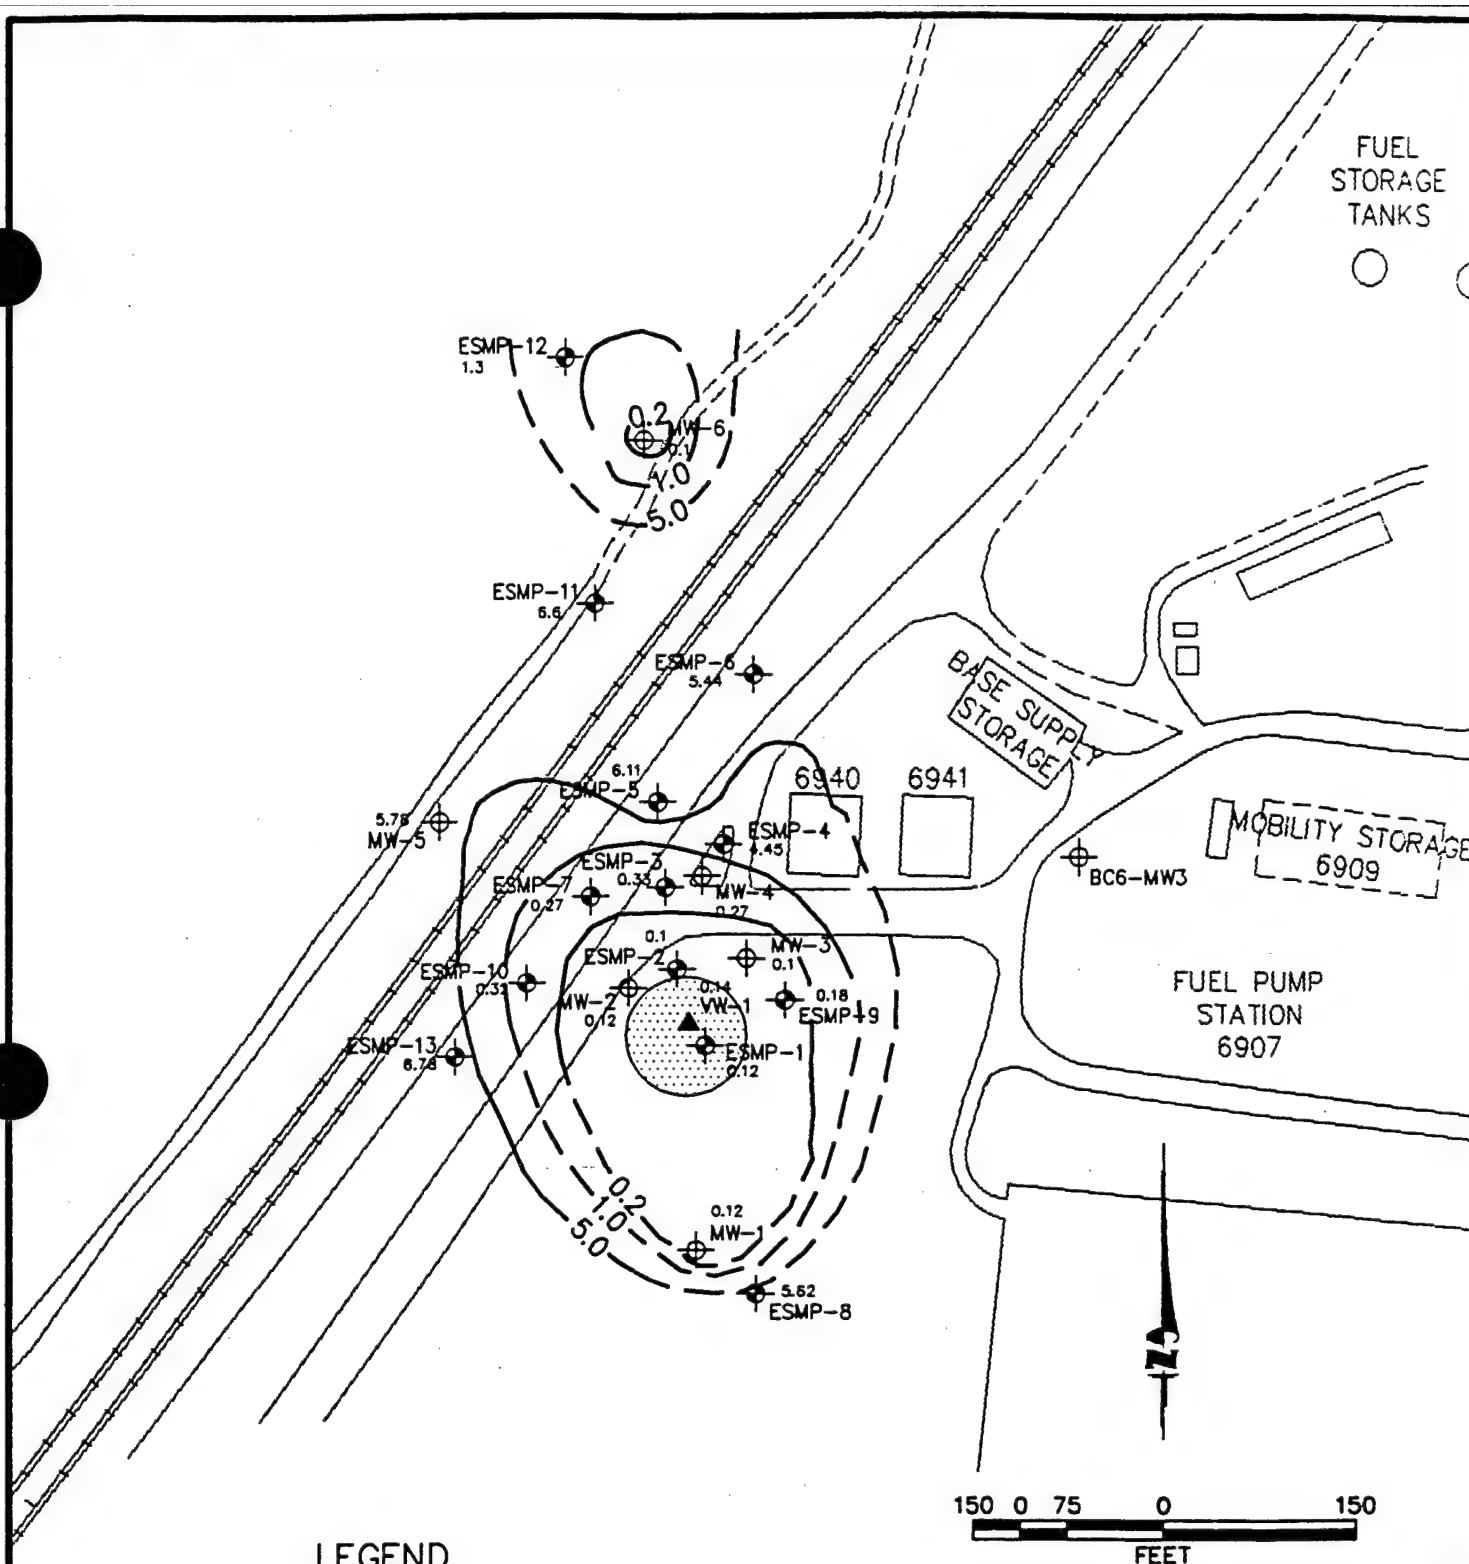 FUEL
STORAGE
TANKS
ESMP-12
1.3
0.2
MW-6
0.1
1.0
5.0
ESMP-11
6.6
ESMP-6
5.44
BASE SUPPLY
STORAGE
6.11
ESMP-5
6940
6941
5.78
MW-5
ESMP-4
4.45
MOBILITY STORAGE
6909
ESMP-3
0.33
BC6-MW3
ESMP-7
0.27
MW-4
0.27
0.1
ESMP-2
MW-3
0.1
ESMP-10
0.32
FUEL PUMP
STATION
6907
MW-2
0.12
0.14
VW-1
0.18
ESMP-9
ESMP-13
6.78
ESMP-1
0.12
0.2
1.0
5.0
0.12
MW-1
5.62
ESMP-8
150 0 75 0 150
FEET
LEGEND